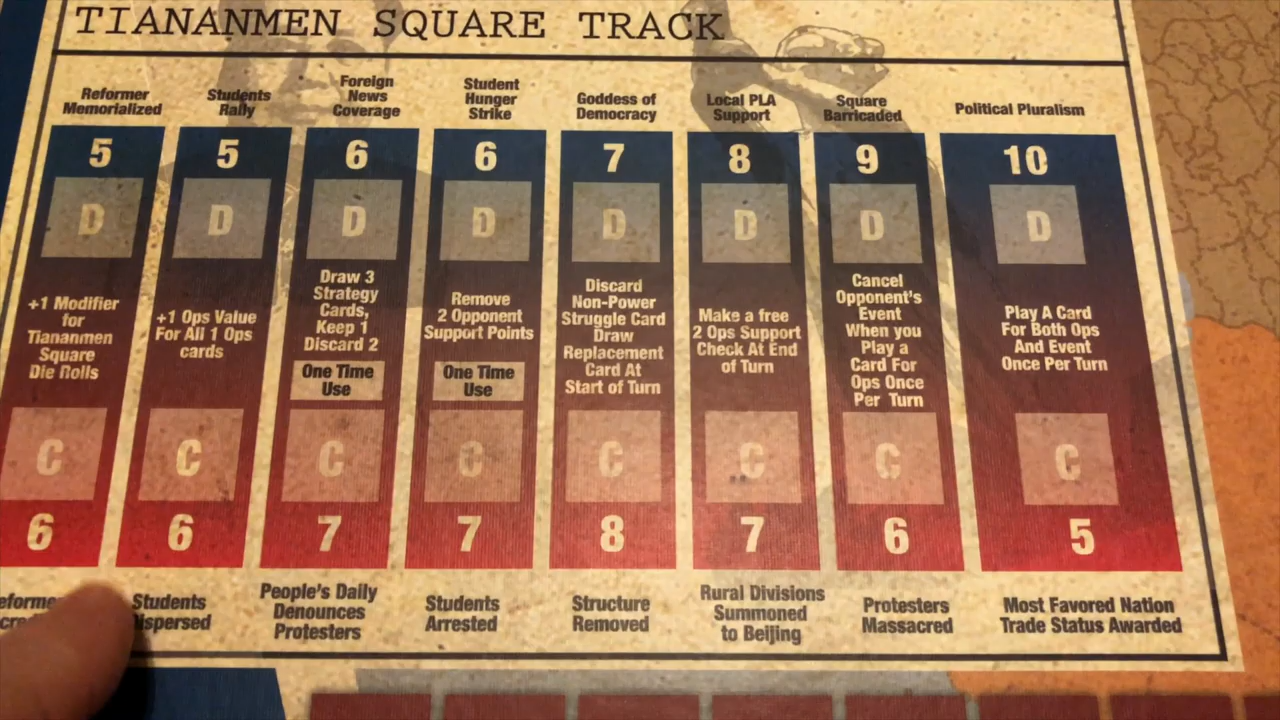 TIANANMEN SQUARE TRACK
Reformer
Memorialized
Students
Rally
Foreign
News
Coverage
Student
Hunger
Strike
Goddess of
Democracy
Local PLA
Support
Square
Barricaded
Political Pluralism
5
5
6
6
7
8
9
10
D
D
D
D
D
D
D
D
+1 Modifier
for
Tiananmen
Square
Die Rolls
+1 Ops Value
For All 1 Ops
cards
Draw 3
Strategy
Cards,
Keep 1
Discard 2
One Time
Use
Remove
2 Opponent
Support Points
One Time
Use
Discard
Non-Power
Struggle Card
Draw
Replacement
Card At
Start of Turn
Make a free
2 Ops Support
Check At End
of Turn
Cancel
Opponent's
Event
When you
Play a
Card For
Ops Once
Per Turn
Play A Card
For Both Ops
And Event
Once Per Turn
C
C
C
C
C
C
C
C
6
6
7
7
8
7
6
5
Students
People's Daily
Denounces
Protesters
Students
Arrested
Structure
Removed
Rural Divisions
Summoned
to Beijing
Protesters
Massacred
Most Favored Nation
Trade Status Awarded